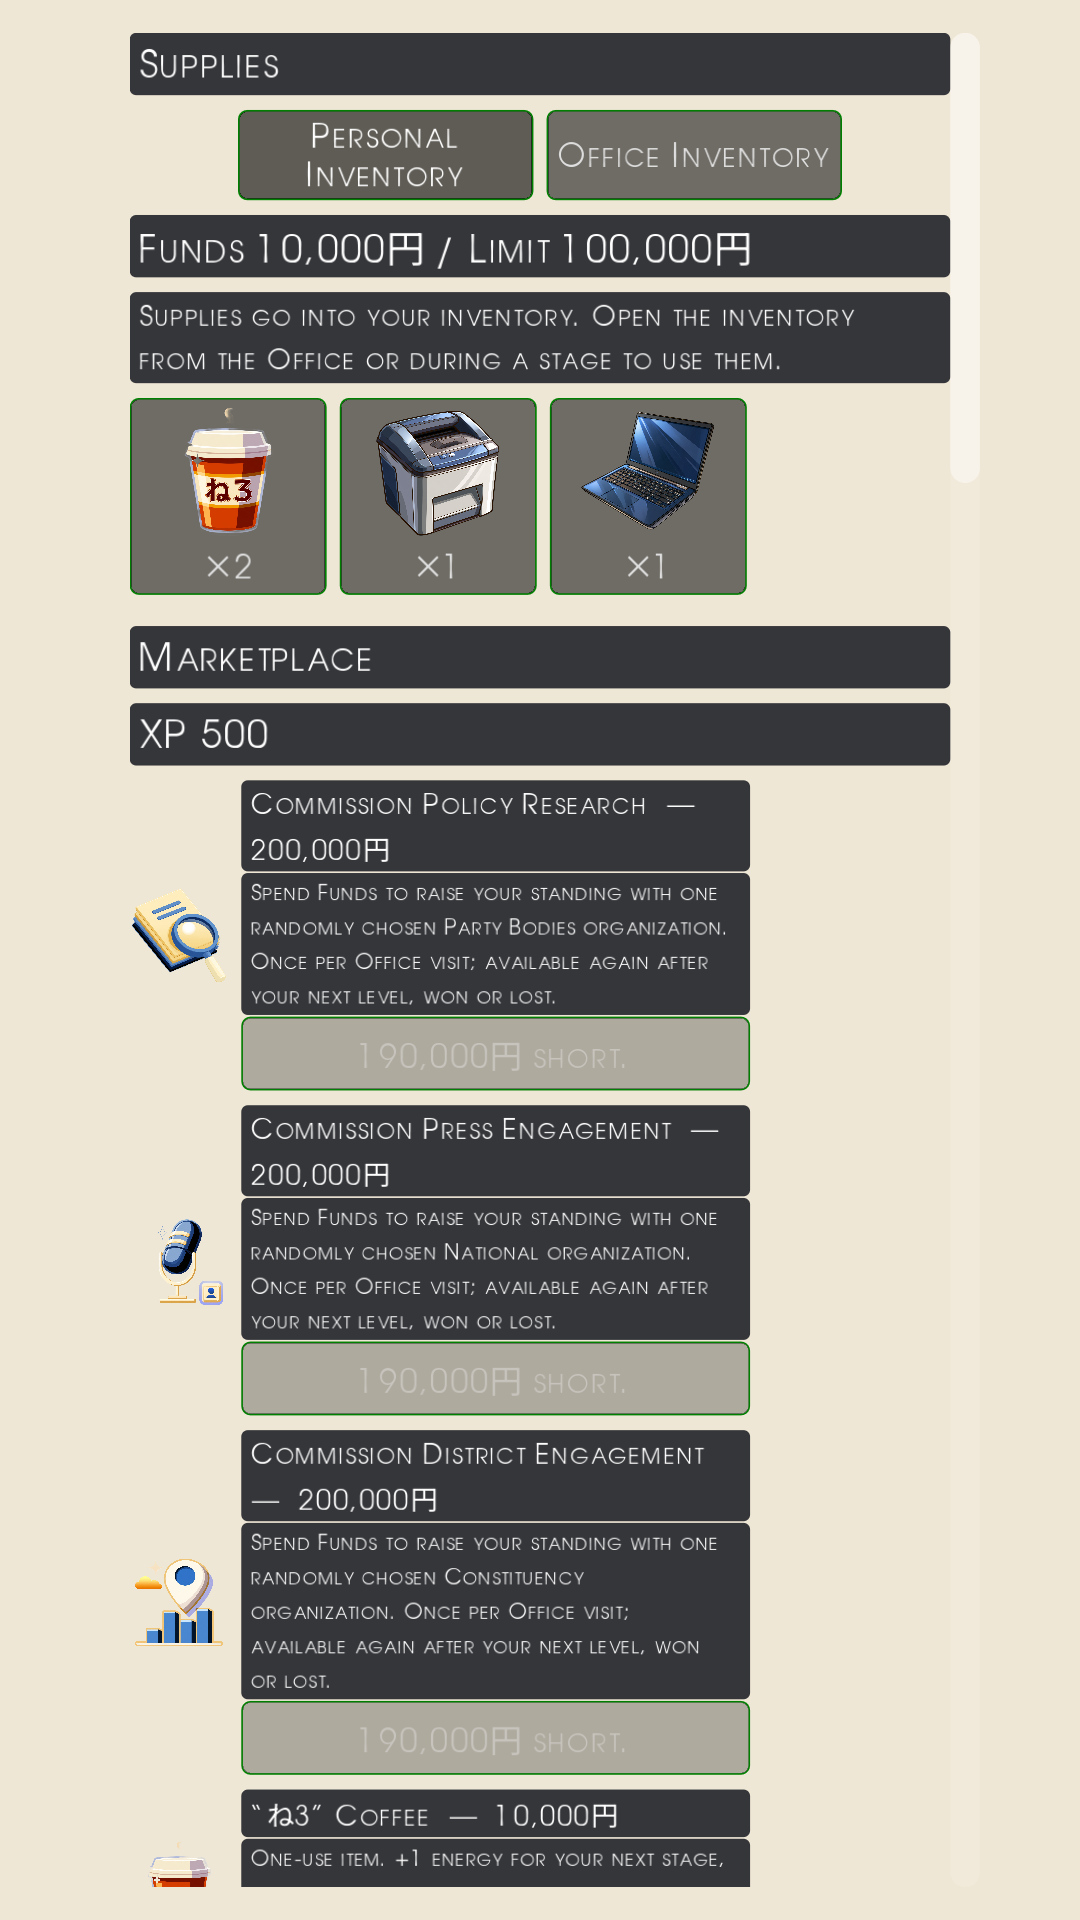 Supplies
Personal
Inventory
Office Inventory
Funds 10,000円 / Limit 100,000円
Supplies go into your inventory. Open the inventory
from the Office or during a stage to use them.
ね3
×2
×1
×1
Marketplace
XP 500
Commission Policy Research —
200,000円
Spend Funds to raise your standing with one
randomly chosen Party Bodies organization.
Once per Office visit; available again after
your next level, won or lost.
190,000円 short.
Commission Press Engagement —
200,000円
Spend Funds to raise your standing with one
randomly chosen National organization.
Once per Office visit; available again after
your next level, won or lost.
190,000円 short.
Commission District Engagement
— 200,000円
Spend Funds to raise your standing with one
randomly chosen Constituency
organization. Once per Office visit;
available again after your next level, won
or lost.
190,000円 short.
“ね3” Coffee — 10,000円
One-use item. +1 energy for your next stage,